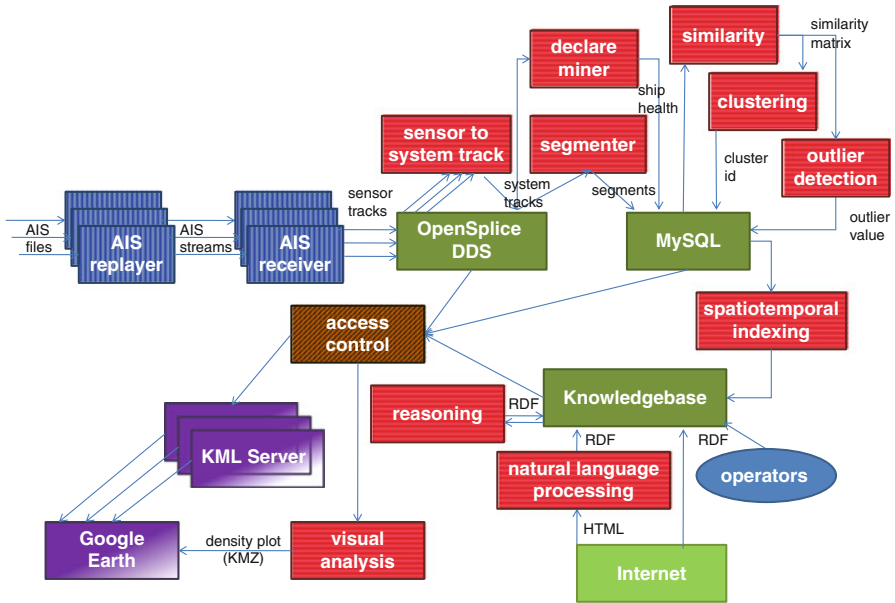 declare
miner
similarity
similarity
matrix
ship
health
clustering
sensor to
system track
segmenter
outlier
detection
cluster
id
system
tracks
segments
sensor
tracks
outlier
value
AIS
files
AIS
replayer
AIS
streams
AIS
receiver
OpenSplice
DDS
MySQL
spatiotemporal
indexing
access
control
Knowledgebase
reasoning
RDF
RDF
RDF
KML Server
natural language
processing
operators
HTML
Google
Earth
density plot
(KMZ)
visual
analysis
Internet